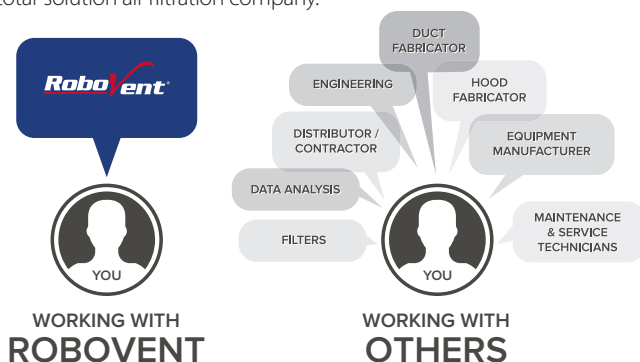 total solution air filtration company.
RoboVent
YOU
WORKING WITH
ROBOVENT
DUCT
FABRICATOR
ENGINEERING
HOOD
FABRICATOR
DISTRIBUTOR /
CONTRACTOR
EQUIPMENT
MANUFACTURER
DATA ANALYSIS
FILTERS
MAINTENANCE
& SERVICE
TECHNICIANS
YOU
WORKING WITH
OTHERS